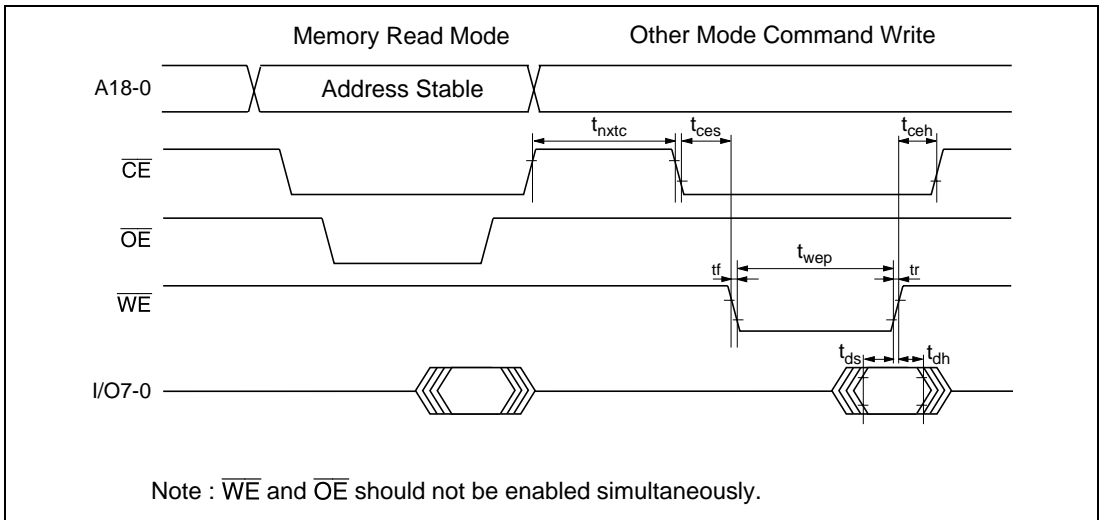 Memory Read Mode
Other Mode Command Write
A18-0
Address Stable
tnxtc
tces
tceh
CE
OE
twep
tf
tr
WE
tds
tdh
I/O7-0
Note : WE and OE should not be enabled simultaneously.